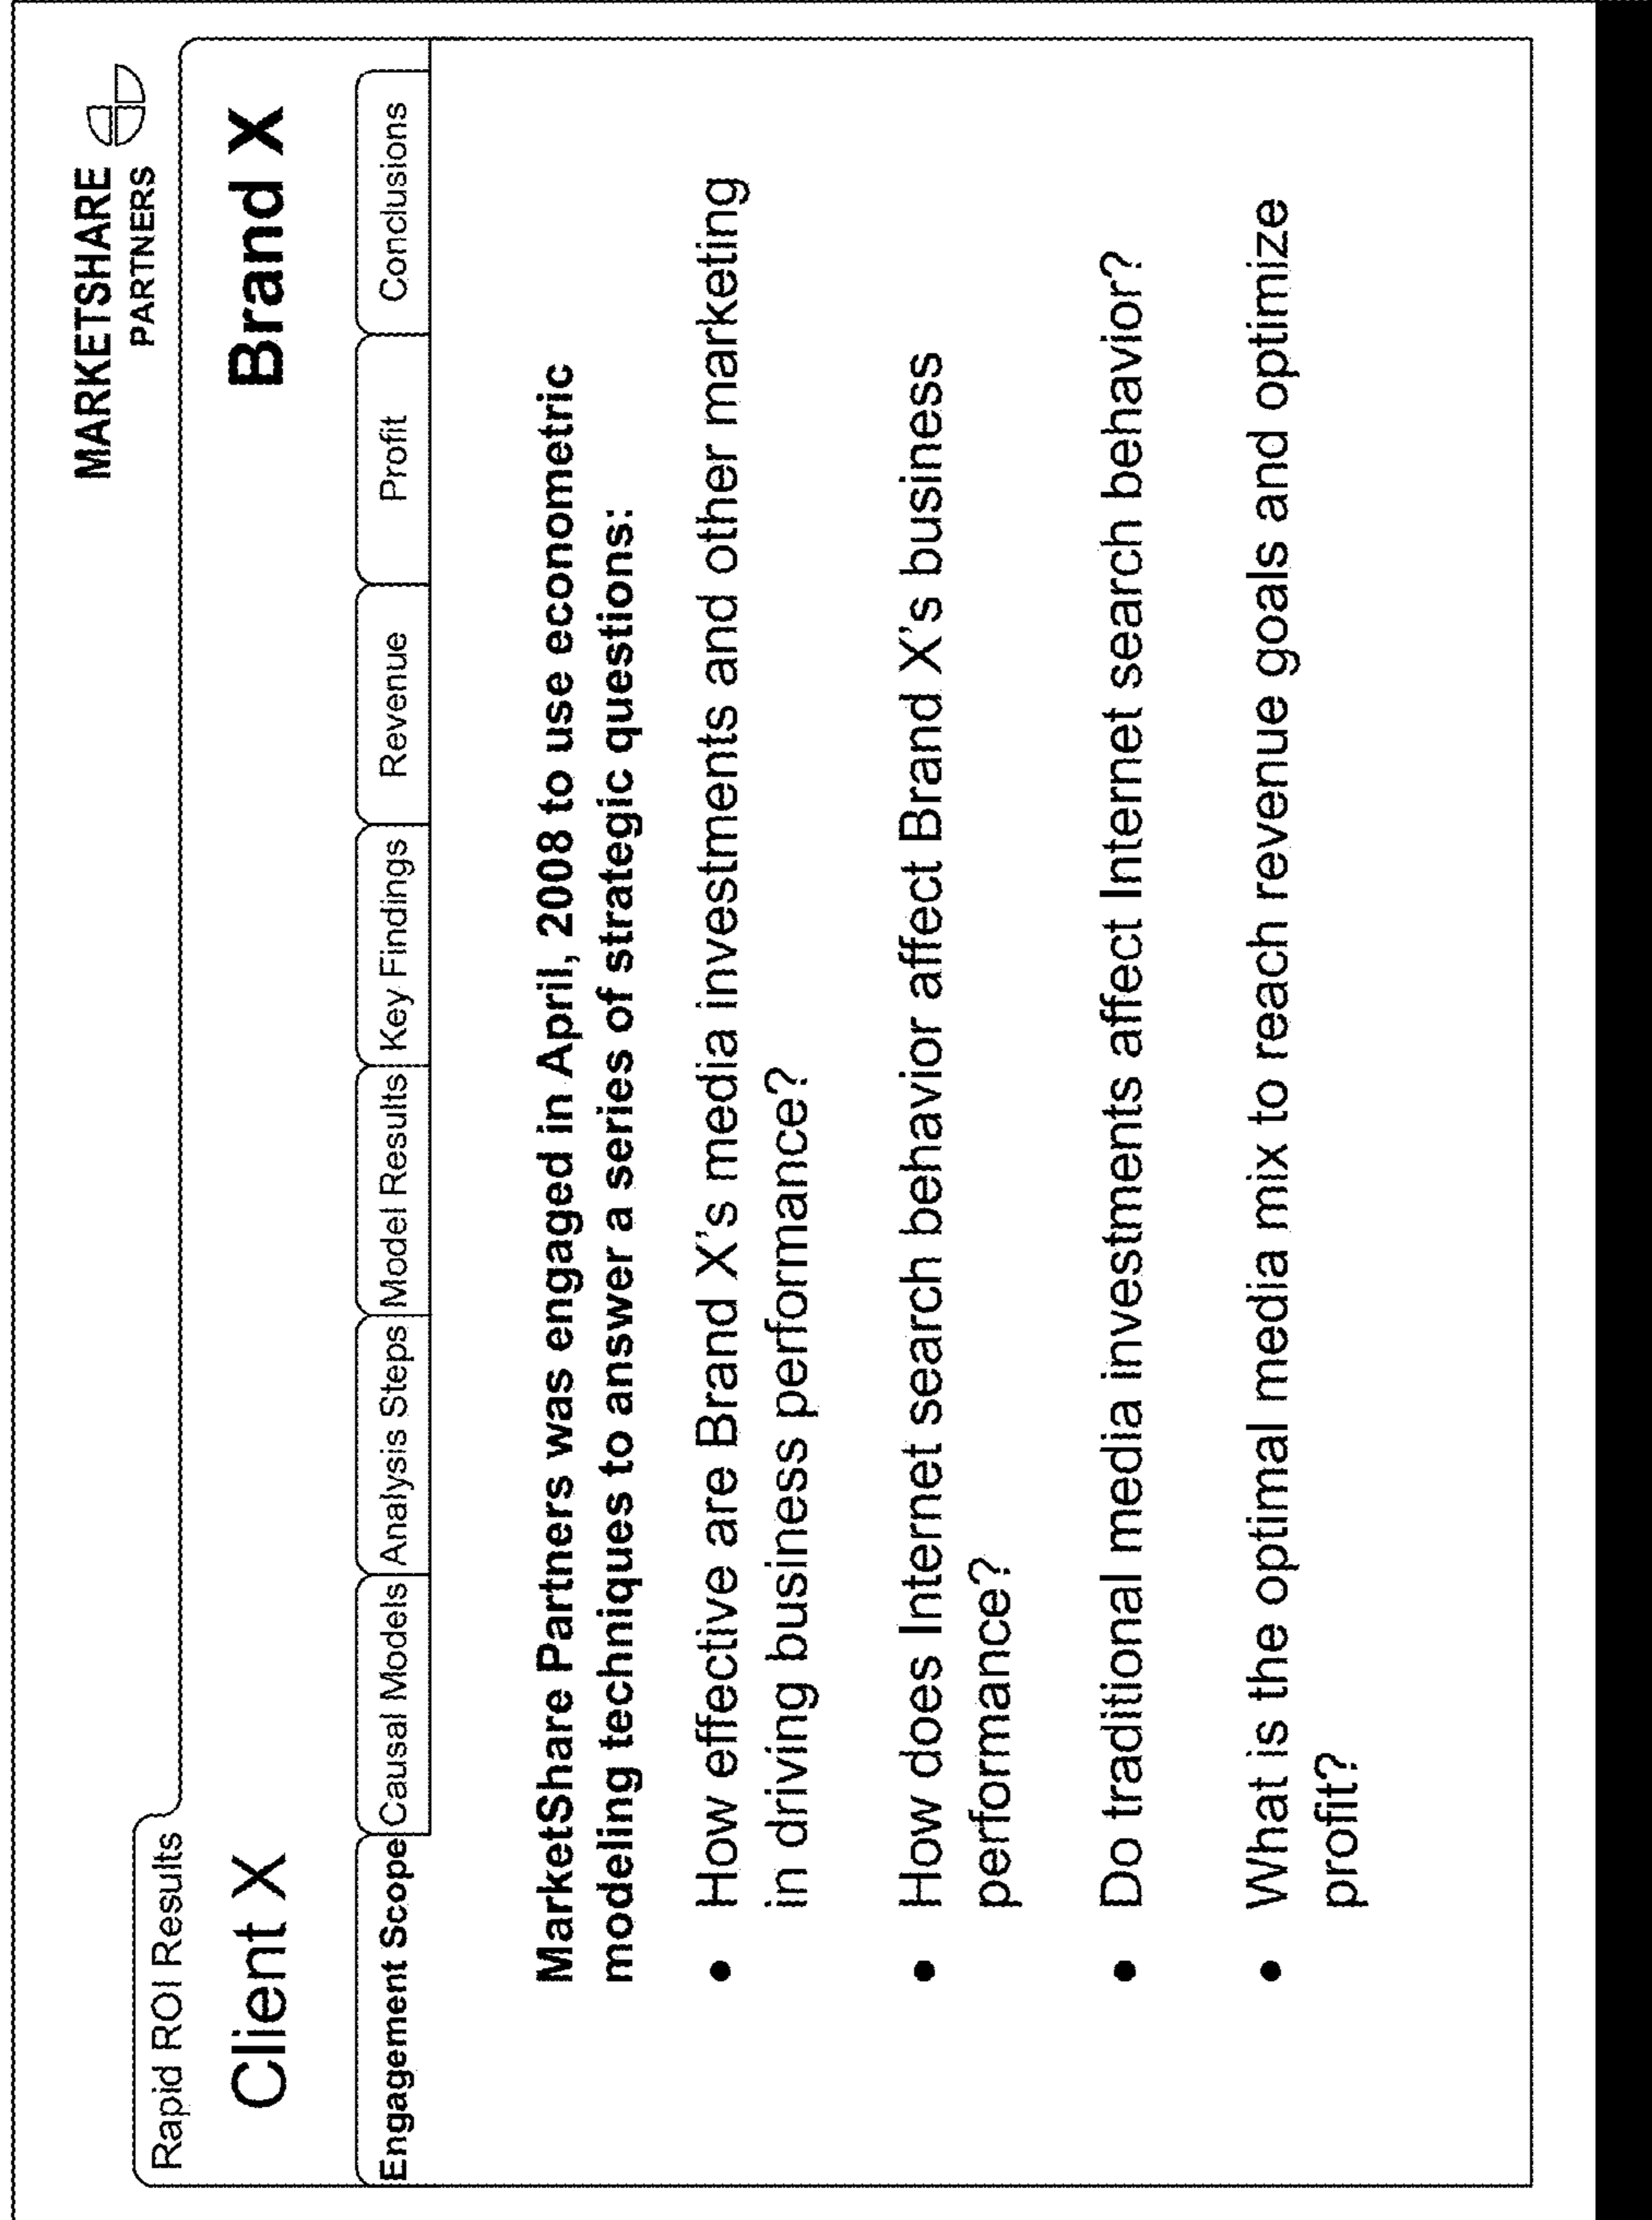 MARKETSHARE
PARTNERS
Rapid ROI Results
Client X
Brand X
Engagement Scope
Causal Models
Analysis Steps
Model Results
Key Findings
Revenue
Profit
Conclusions
MarketShare Partners was engaged in April, 2008 to use econometric
modeling techniques to answer a series of strategic questions:
• How effective are Brand X's media investments and other marketing
in driving business performance?
• How does Internet search behavior affect Brand X's business
performance?
• Do traditional media investments affect Internet search behavior?
• What is the optimal media mix to reach revenue goals and optimize
profit?